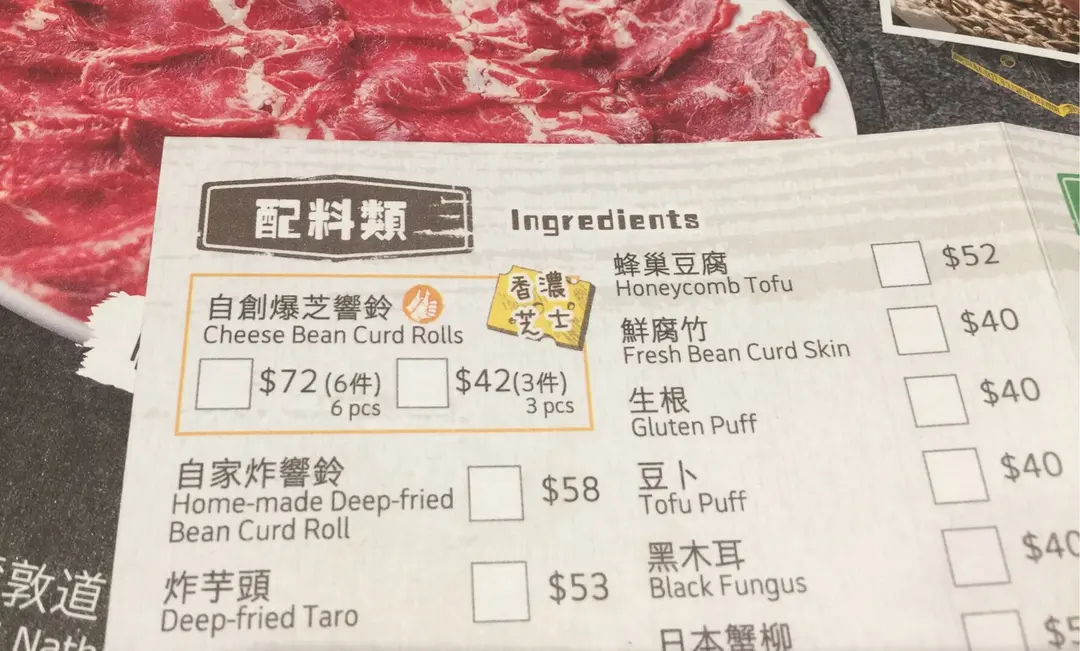 配料類
Ingredients
自創爆芝響鈴
Cheese Bean Curd Rolls
香濃
芝士
$72 (6件)
6 pcs
$42(3件)
3 pcs
自家炸響鈴
Home-made Deep-fried
Bean Curd Roll
$58
炸芋頭
Deep-fried Taro
$53
蜂巢豆腐
Honeycomb Tofu
$52
鮮腐竹
Fresh Bean Curd Skin
$40
生根
Gluten Puff
$40
豆卜
Tofu Puff
$40
黑木耳
Black Fungus
$40
日本蟹柳
敦道